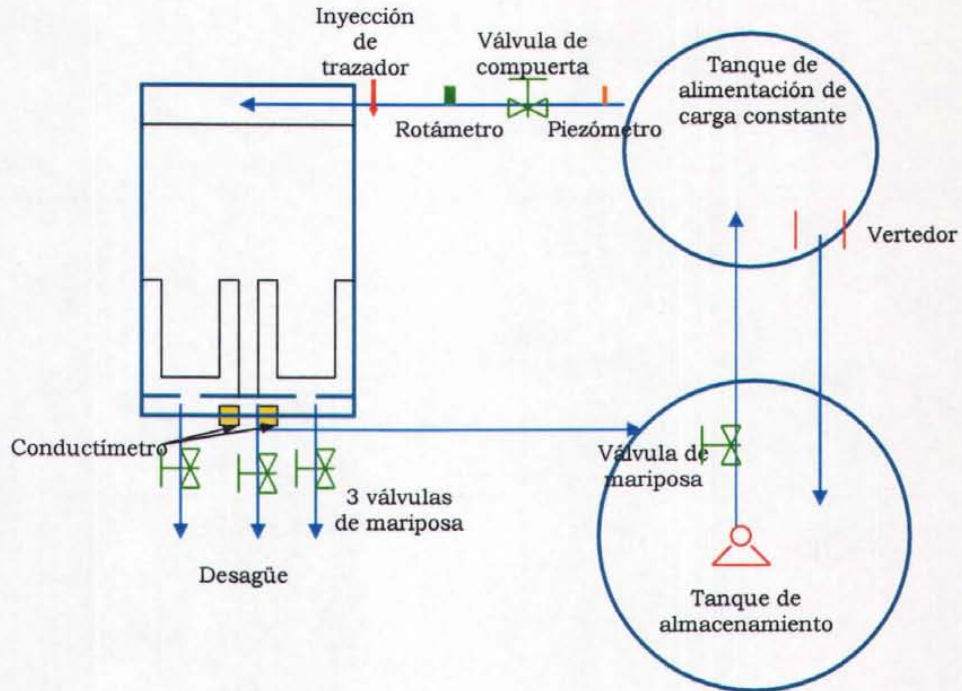 Inyección
de
trazador
Válvula de
compuerta
Rotámetro
Piezómetro
Tanque de
alimentación de
carga constante
Vertedor
Conductímetro
3 válvulas
de mariposa
Desagüe
Válvula de
mariposa
Tanque de
almacenamiento